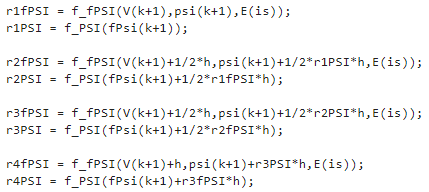 r1fPSI = f_fPSI(V(k+1),psi(k+1),E(is));
r1PSI = f_PSI(fPsi(k+1));
r2fPSI = f_fPSI(V(k+1)+1/2*h,psi(k+1)+1/2*r1PSI*h,E(is));
r2PSI = f_PSI(fPsi(k+1)+1/2*r1fPSI*h);
r3fPSI = f_fPSI(V(k+1)+1/2*h,psi(k+1)+1/2*r2PSI*h,E(is));
r3PSI = f_PSI(fPsi(k+1)+1/2*r2fPSI*h);
r4fPSI = f_fPSI(V(k+1)+h,psi(k+1)+r3PSI*h,E(is));
r4PSI = f_PSI(fPsi(k+1)+r3fPSI*h);